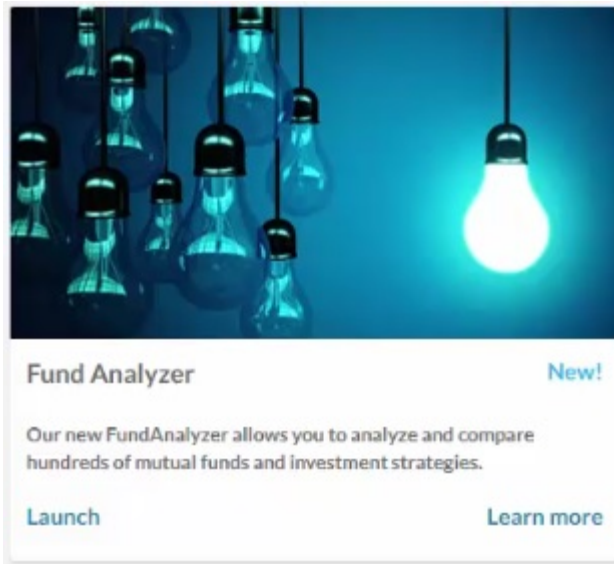 Fund Analyzer
New!
Our new FundAnalyzer allows you to analyze and compare
hundreds of mutual funds and investment strategies.
Launch
Learn more